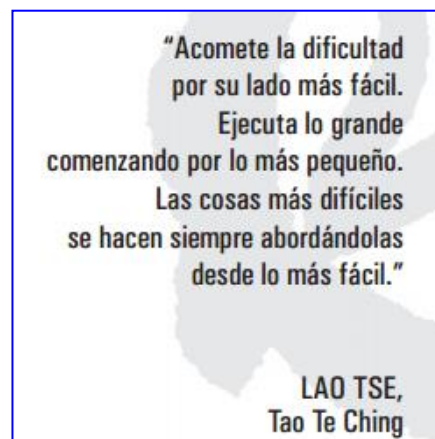 “Acomete la dificultad
por su lado más fácil.
Ejecuta lo grande
comenzando por lo más pequeño.
Las cosas más difíciles
se hacen siempre abordándolas
desde lo más fácil.”
LAO TSE,
Tao Te Ching